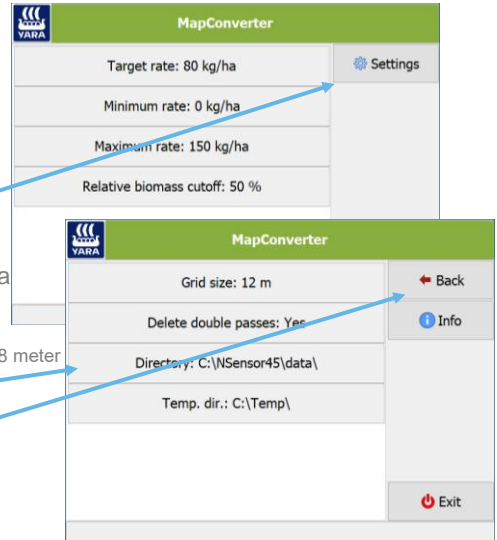 YARA
MapConverter
Target rate: 80 kg/ha
Settings
Minimum rate: 0 kg/ha
Maximum rate: 150 kg/ha
Relative biomass cutoff: 50 %
a
8 meter
YARA
MapConverter
Grid size: 12 m
Back
Delete double passes: Yes
Info
Directory: C:\NSensor45\data\
Temp. dir.: C:\Temp\
Exit